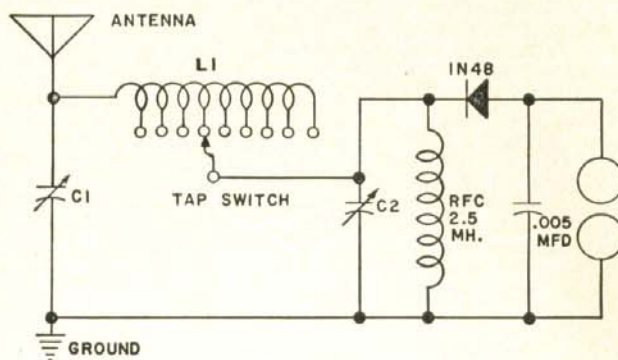 ANTENNA
L1
1N48
C1
TAP SWITCH
C2
RFC
2.5
MH.
.005
MFD
GROUND